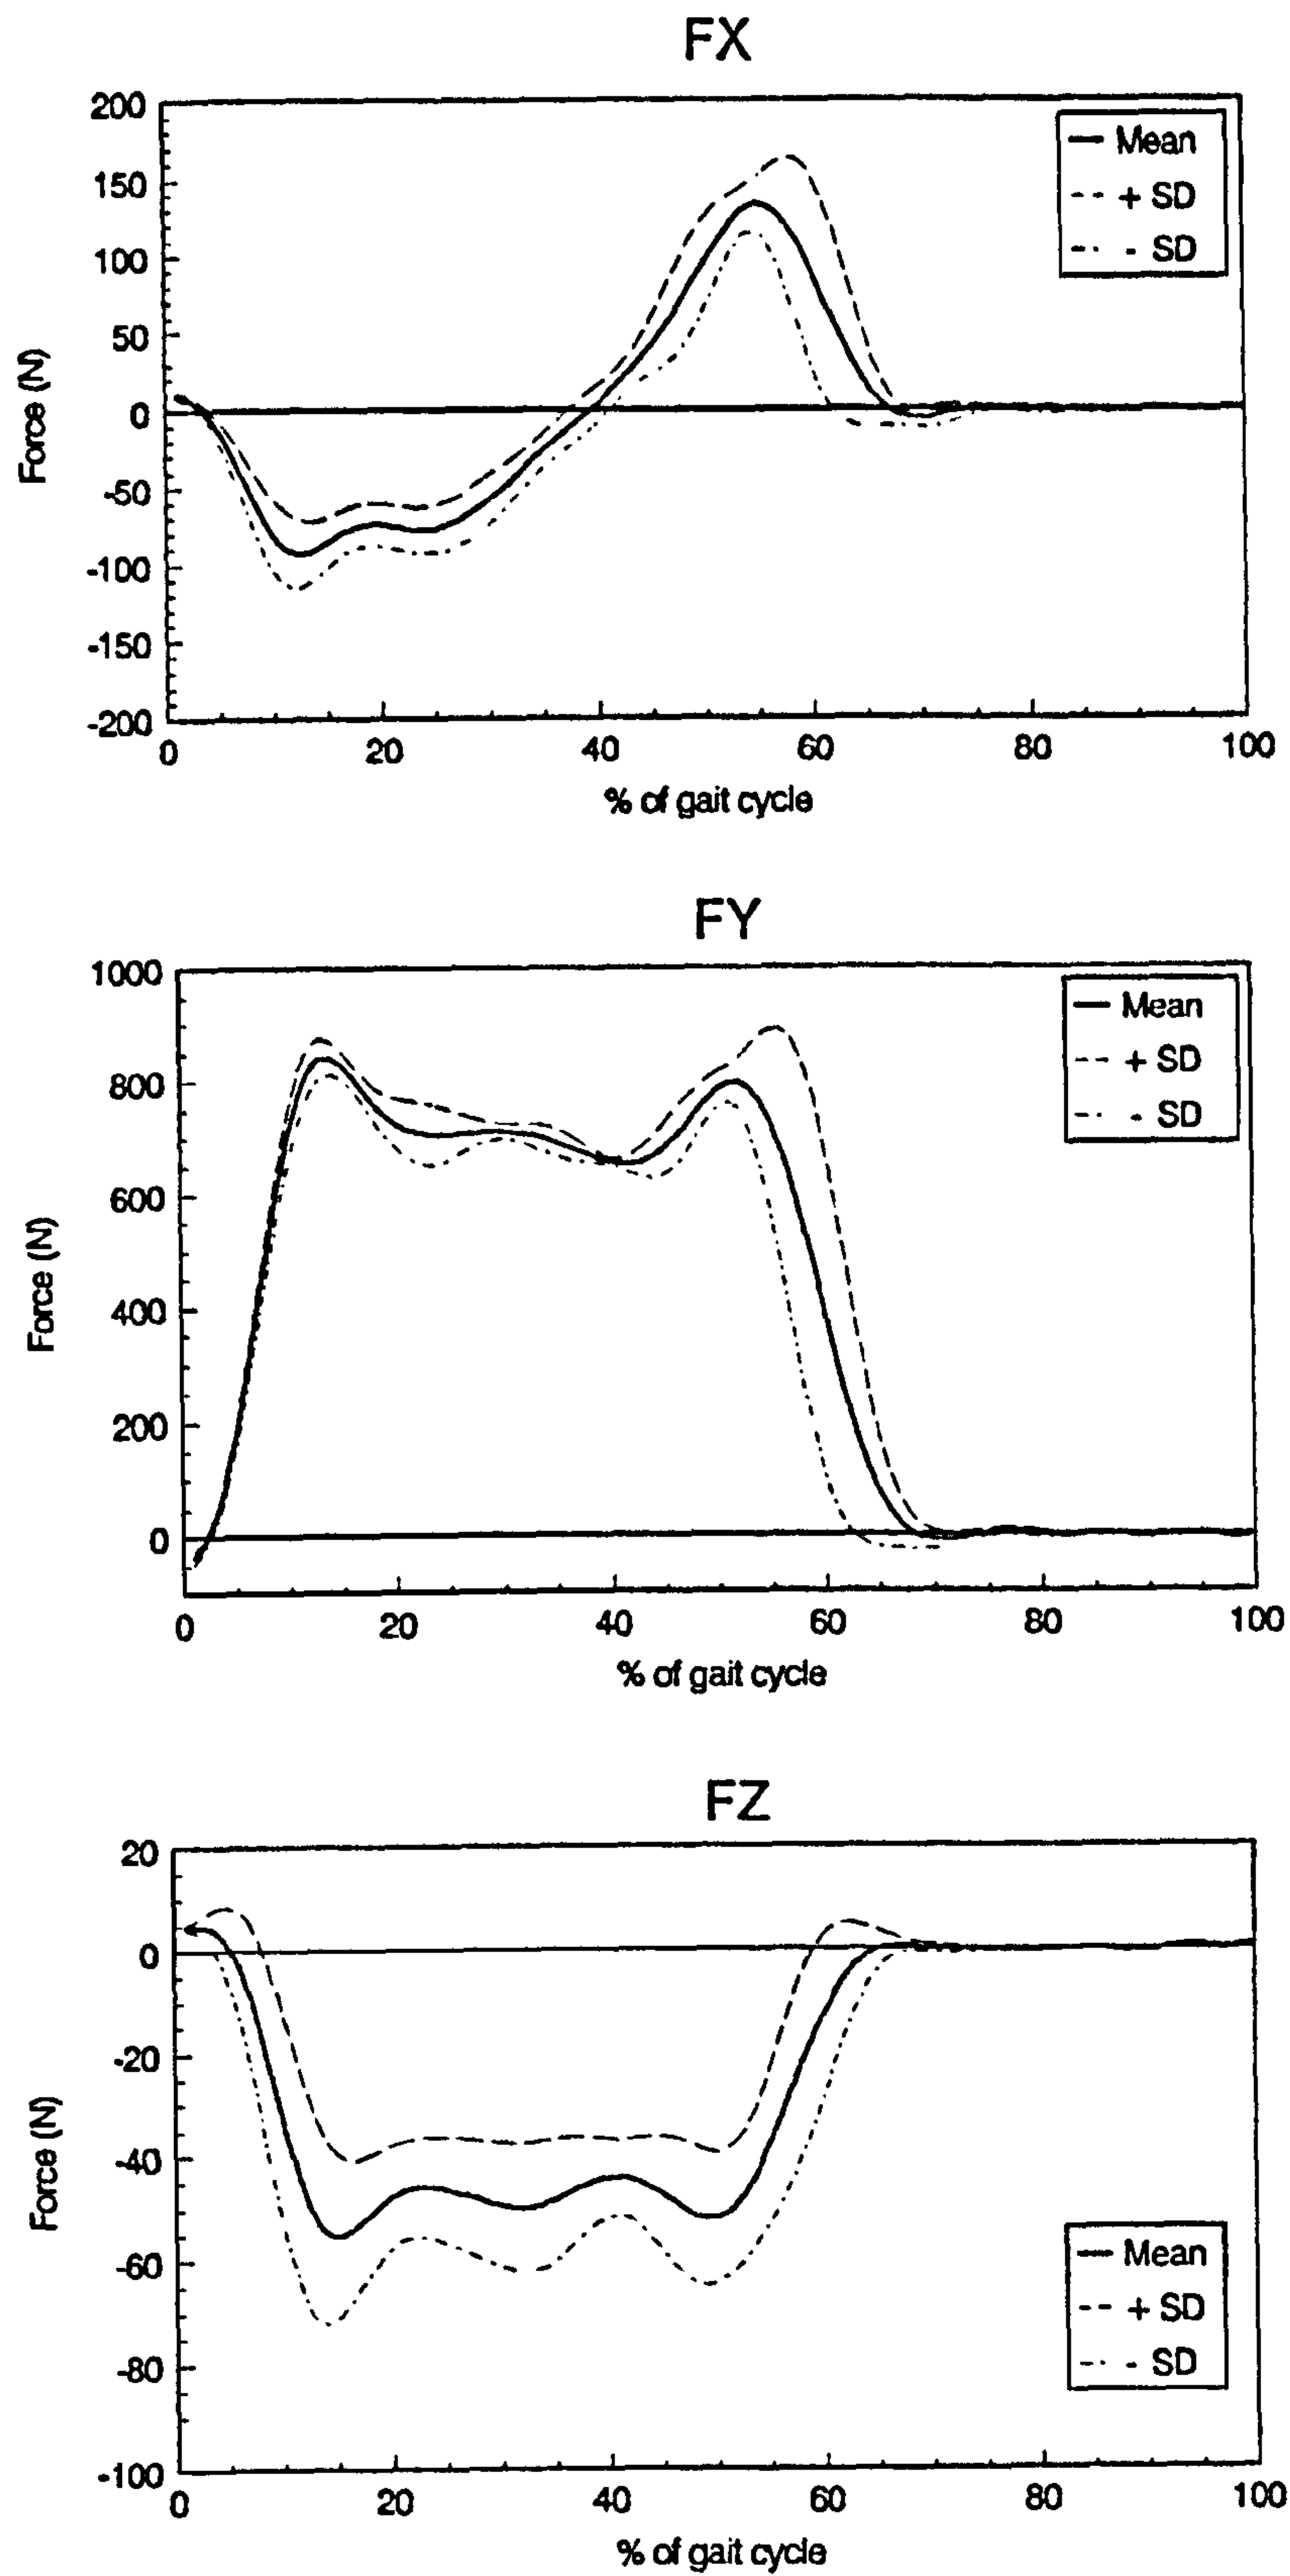 FX
200
150
100
50
0
-50
-100
-150
-200
Force (N)
Mean
+ SD
- SD
0 20 40 60 80 100
% of gait cycle
FY
1000
800
600
400
200
0
Force (N)
Mean
+ SD
- SD
0 20 40 60 80 100
% of gait cycle
FZ
20
0
-20
-40
-60
-80
-100
Force (N)
Mean
+ SD
- SD
0 20 40 60 80 100
% of gait cycle